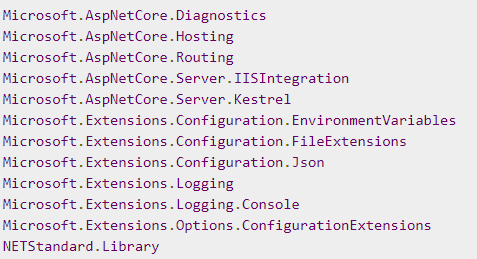 Microsoft.AspNetCore.Diagnostics
Microsoft.AspNetCore.Hosting
Microsoft.AspNetCore.Routing
Microsoft.AspNetCore.Server.IISIntegration
Microsoft.AspNetCore.Server.Kestrel
Microsoft.Extensions.Configuration.EnvironmentVariables
Microsoft.Extensions.Configuration.FileExtensions
Microsoft.Extensions.Configuration.Json
Microsoft.Extensions.Logging
Microsoft.Extensions.Logging.Console
Microsoft.Extensions.Options.ConfigurationExtensions
NETStandard.Library